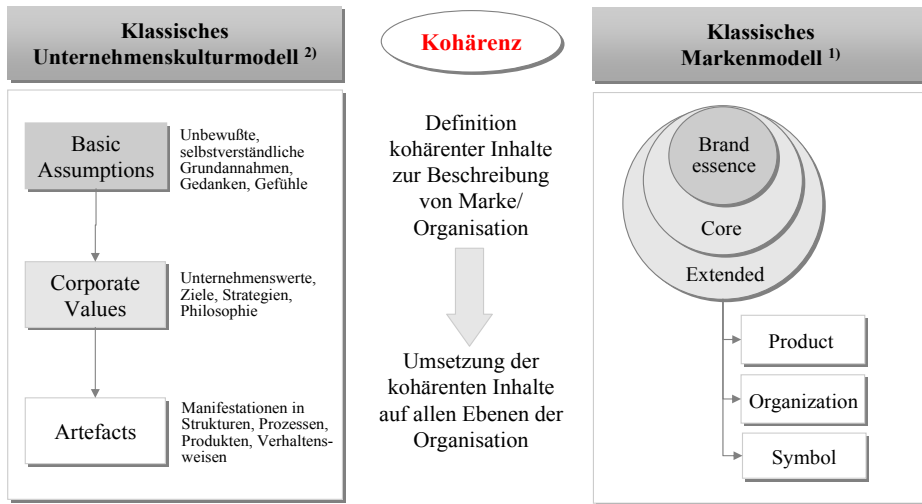 Klassisches
Unternehmenskulturmodell 2)
Basic
Assumptions
Unbewußte,
selbstverständliche
Grundannahmen,
Gedanken, Gefühle
Corporate
Values
Unternehmenswerte,
Ziele, Strategien,
Philosophie
Artefacts
Manifestationen in
Strukturen, Prozessen,
Produkten, Verhaltens-
weisen
Kohärenz
Definition
kohärenter Inhalte
zur Beschreibung
von Marke/
Organisation
Umsetzung der
kohärenten Inhalte
auf allen Ebenen der
Organisation
Klassisches
Markenmodell 1)
Brand
essence
Core
Extended
Product
Organization
Symbol